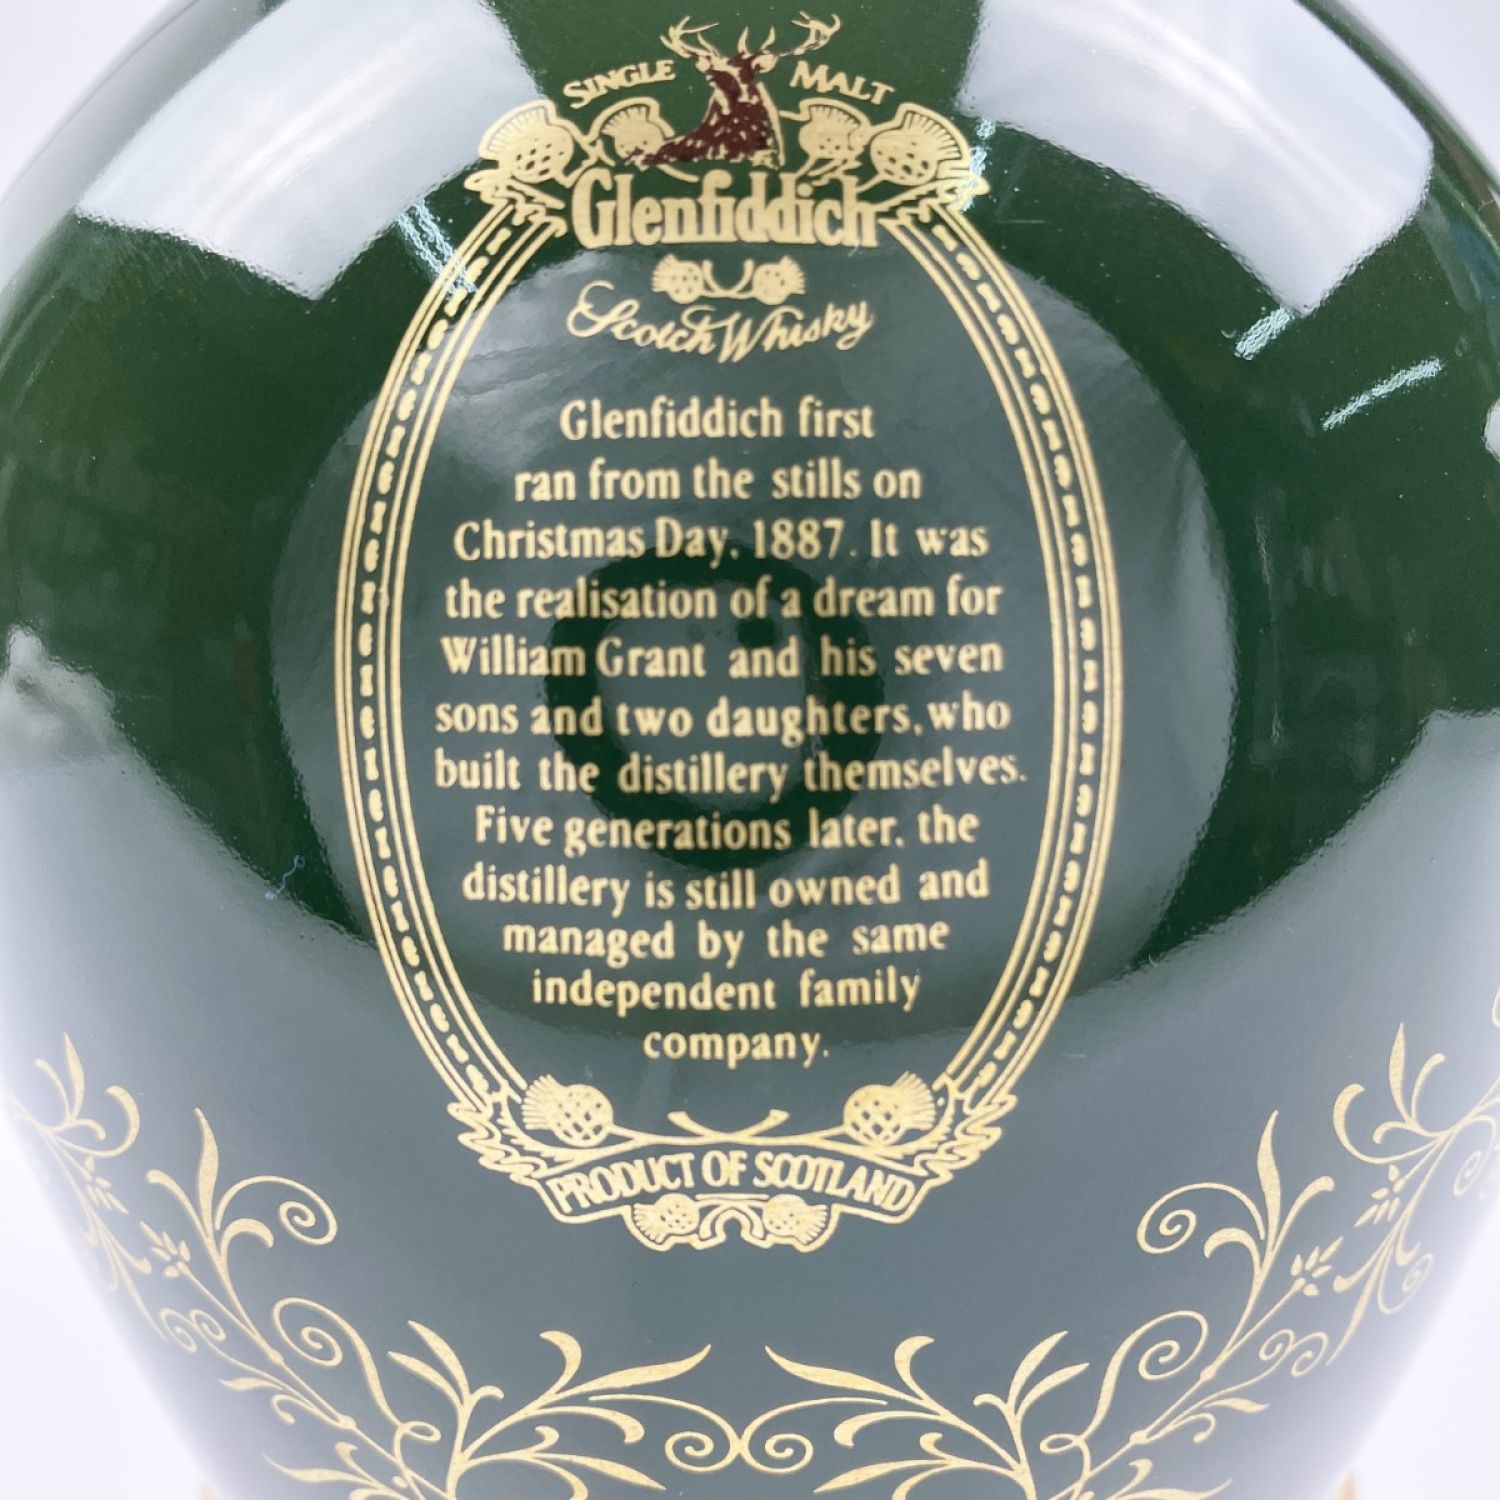 SINGLE MALT
Glenfiddich
Scotch Whisky
Glenfiddich first
ran from the stills on
Christmas Day, 1887. It was
the realisation of a dream for
William Grant and his seven
sons and two daughters, who
built the distillery themselves.
Five generations later, the
distillery is still owned and
managed by the same
independent family
company.
PRODUCT OF SCOTLAND